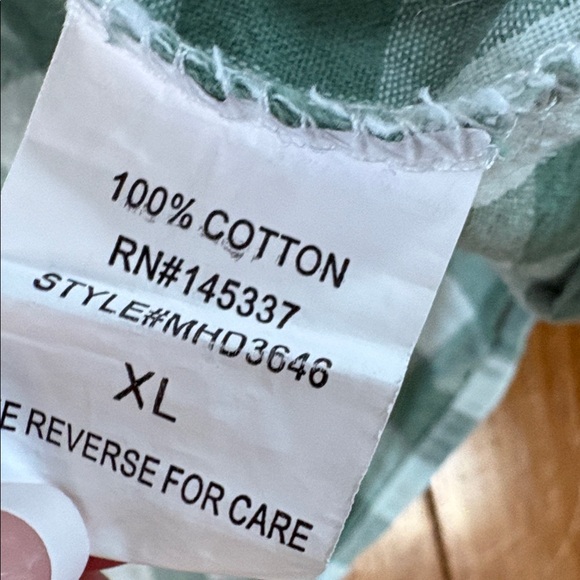 100% COTTON
RN#145337
STYLE#MHD3646
XL
E REVERSE FOR CARE